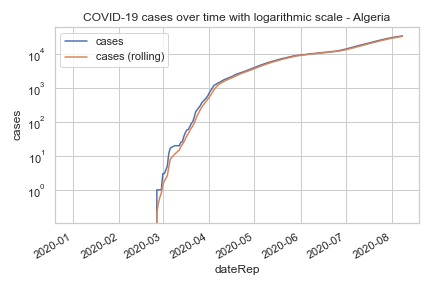 COVID-19 cases over time with logarithmic scale - Algeria
cases
cases (rolling)
10⁴
10³
10²
10¹
10⁰
cases
2020-01
2020-02
2020-03
2020-04
2020-05
2020-06
2020-07
2020-08
dateRep